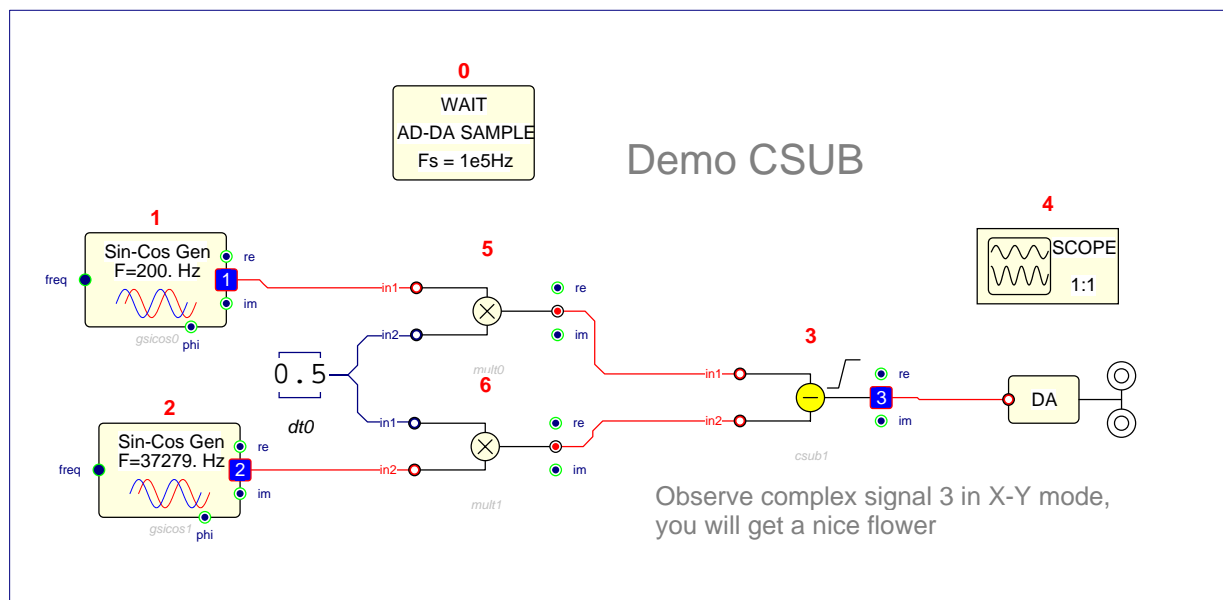 0
WAIT
AD-DA SAMPLE
Fs = 1e5Hz
Demo CSUB
1
Sin-Cos Gen
F=200. Hz
freq
re
1
im
phi
gsicos0
5
in1
in2
re
im
mult0
0.5
dt0
4
SCOPE
1:1
3
in1
in2
re
3
im
csub1
DA
2
Sin-Cos Gen
F=37279. Hz
freq
re
2
im
phi
gsicos1
6
in1
in2
re
im
mult1
Observe complex signal 3 in X-Y mode,
you will get a nice flower